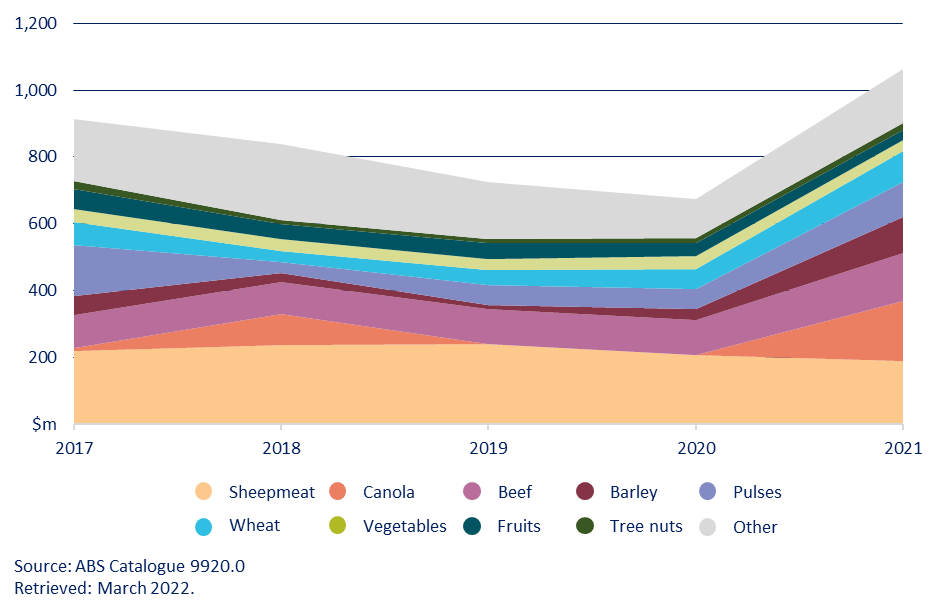 1,200
1,000
800
600
400
200
$m
2017 2018 2019 2020 2021
Sheepmeat Canola Beef Barley Pulses
Wheat Vegetables Fruits Tree nuts Other
Source: ABS Catalogue 9920.0
Retrieved: March 2022.